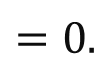 = 0.